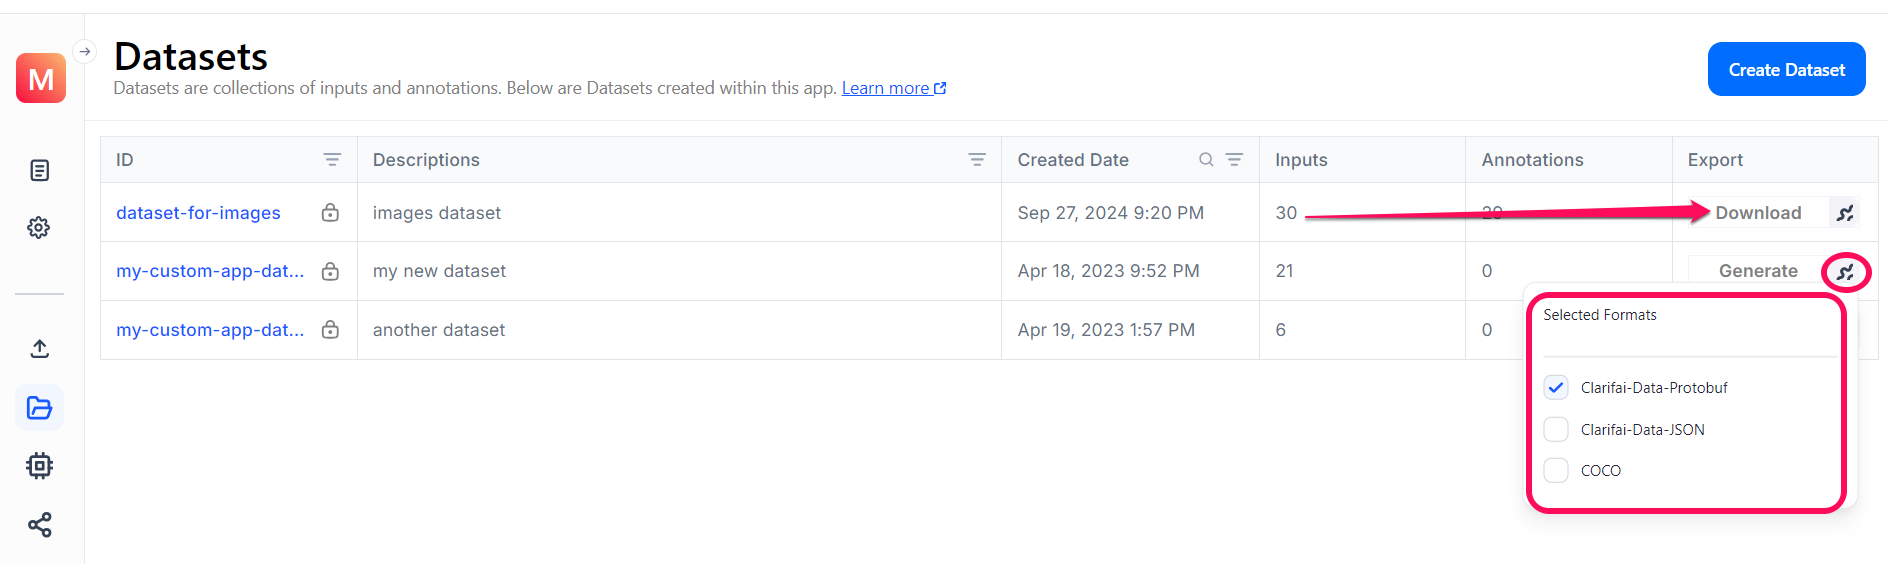 M
Datasets
Datasets are collections of inputs and annotations. Below are Datasets created within this app. Learn more
Create Dataset
ID Descriptions Created Date Inputs Annotations Export
dataset-for-images images dataset Sep 27, 2024 9:20 PM 30 Download
my-custom-app-dat... my new dataset Apr 18, 2023 9:52 PM 21 0 Generate
my-custom-app-dat... another dataset Apr 19, 2023 1:57 PM 6 0
Selected Formats
Clarifai-Data-Protobuf
Clarifai-Data-JSON
COCO